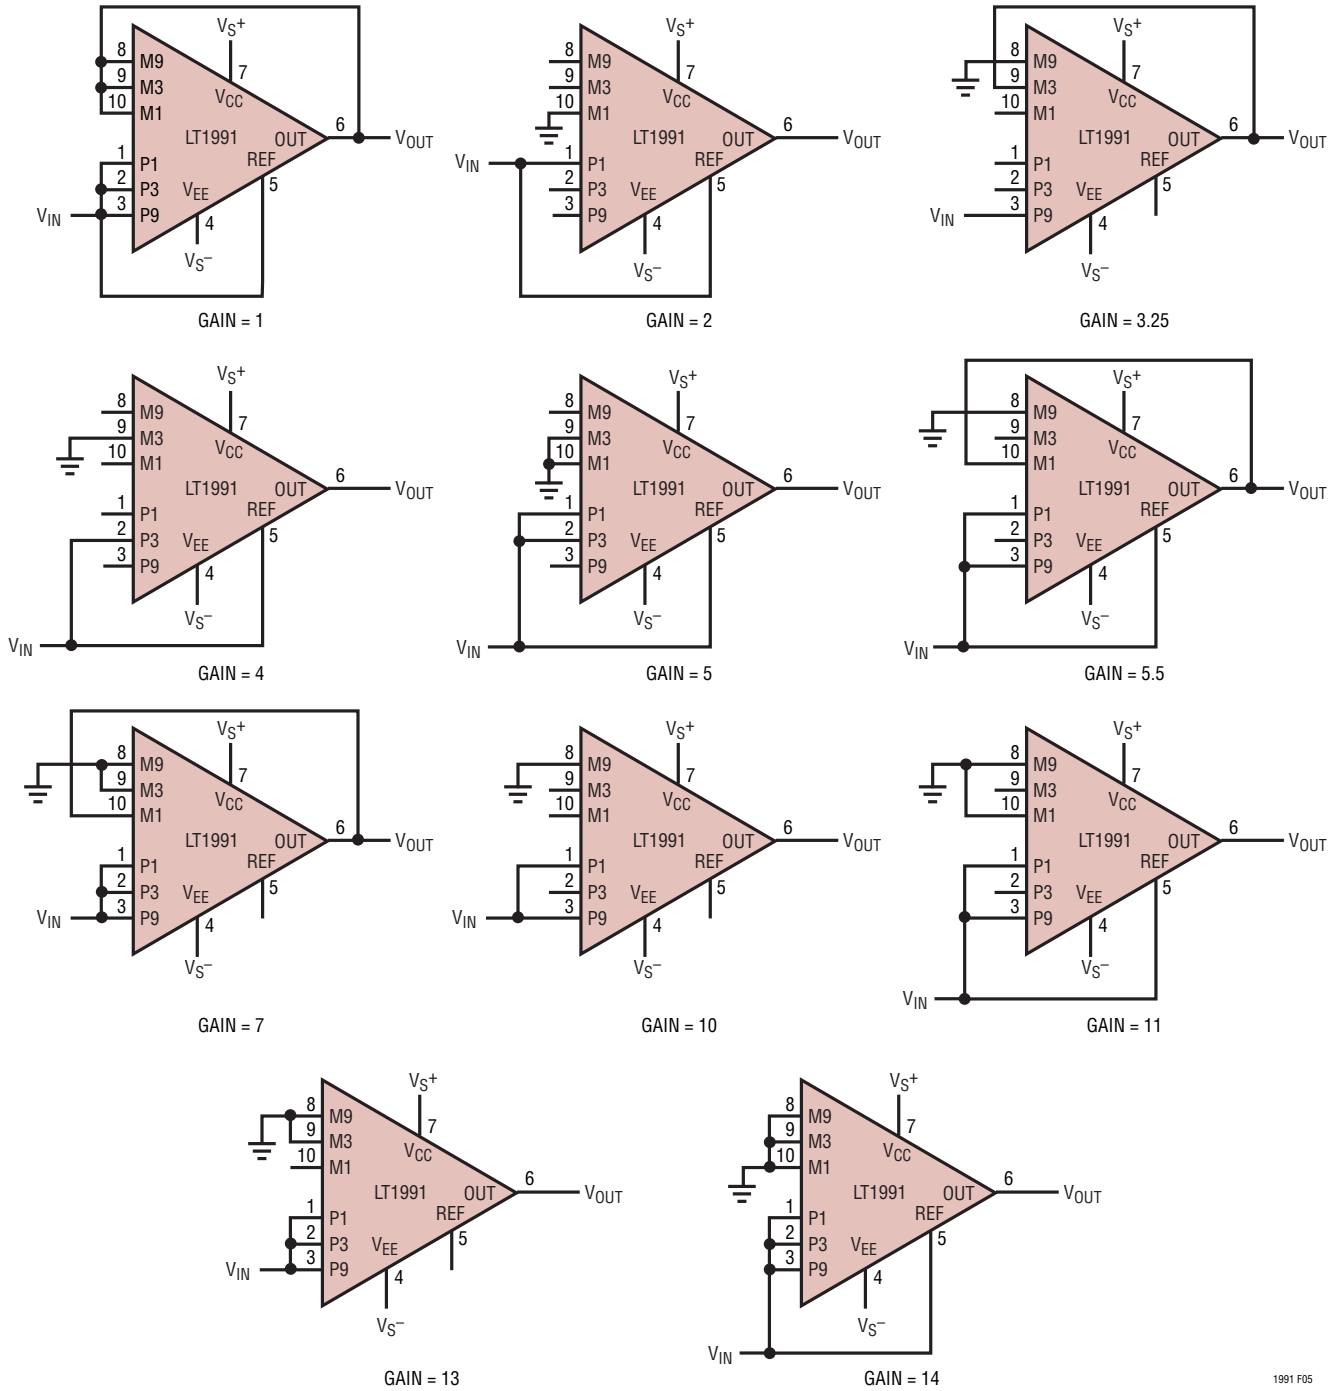 VS+
8 M9
7
9 M3
VCC
10 M1
6
LT1991 OUT
VOUT
1 P1
REF
2 P3
VEE
5
VIN
3 P9
4
VS–
GAIN = 1
VS+
8 M9
7
9 M3
VCC
10 M1
6
LT1991 OUT
VOUT
VIN
1 P1
REF
2 P3
VEE
5
3 P9
4
VS–
GAIN = 2
VS+
8 M9
7
9 M3
VCC
10 M1
6
LT1991 OUT
VOUT
1 P1
REF
2 P3
VEE
5
VIN
3 P9
4
VS–
GAIN = 3.25
VS+
8 M9
7
9 M3
VCC
10 M1
6
LT1991 OUT
VOUT
1 P1
REF
2 P3
VEE
5
3 P9
4
VS–
VIN
GAIN = 4
VS+
8 M9
7
9 M3
VCC
10 M1
6
LT1991 OUT
VOUT
1 P1
REF
2 P3
VEE
5
3 P9
4
VS–
VIN
GAIN = 5
VS+
8 M9
7
9 M3
VCC
10 M1
6
LT1991 OUT
VOUT
1 P1
REF
2 P3
VEE
5
3 P9
4
VS–
VIN
GAIN = 5.5
VS+
8 M9
7
9 M3
VCC
10 M1
6
LT1991 OUT
VOUT
1 P1
REF
2 P3
VEE
5
VIN
3 P9
4
VS–
GAIN = 7
VS+
8 M9
7
9 M3
VCC
10 M1
6
LT1991 OUT
VOUT
1 P1
REF
2 P3
VEE
5
VIN
3 P9
4
VS–
GAIN = 10
VS+
8 M9
7
9 M3
VCC
10 M1
6
LT1991 OUT
VOUT
1 P1
REF
2 P3
VEE
5
3 P9
4
VS–
VIN
GAIN = 11
VS+
8 M9
7
9 M3
VCC
10 M1
6
LT1991 OUT
VOUT
1 P1
REF
2 P3
VEE
5
VIN
3 P9
4
VS–
GAIN = 13
VS+
8 M9
7
9 M3
VCC
10 M1
6
LT1991 OUT
VOUT
1 P1
REF
2 P3
VEE
5
3 P9
4
VS–
VIN
GAIN = 14
1991 F05